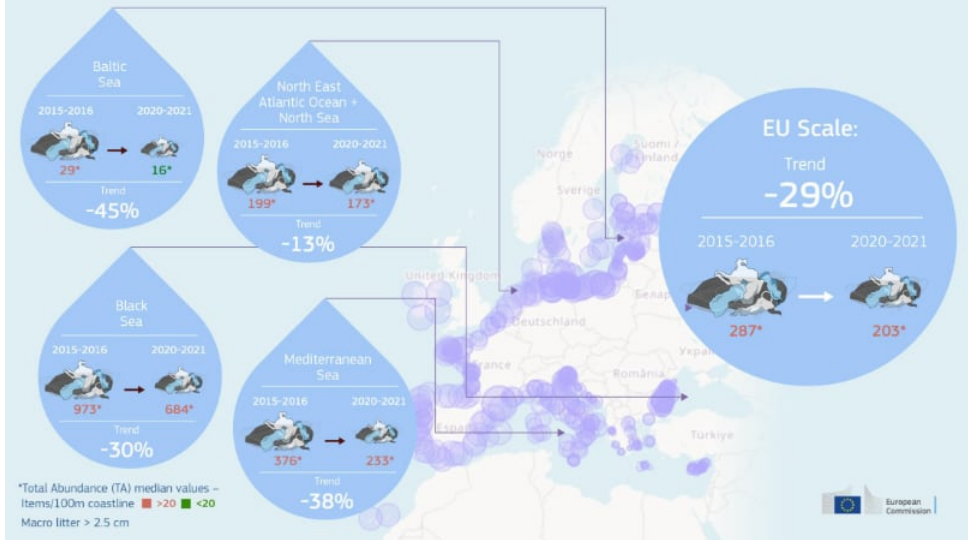 Baltic
Sea
2015-2016
2020-2021
29*
16*
Trend
-45%
North East
Atlantic Ocean +
North Sea
2015-2016
2020-2021
199*
173*
Trend
-13%
Black
Sea
2015-2016
2020-2021
973*
684*
Trend
-30%
Mediterranean
Sea
2015-2016
2020-2021
376*
233*
Trend
-38%
EU Scale:
Trend
-29%
2015-2016
2020-2021
287*
203*
Norge
Sverige
Suomi /
Finland
United Kingdom
Deutschland
France
España
România
Türkiye
*Total Abundance (TA) median values –
Items/100m coastline >20 <20
Macro litter > 2.5 cm
European
Commission